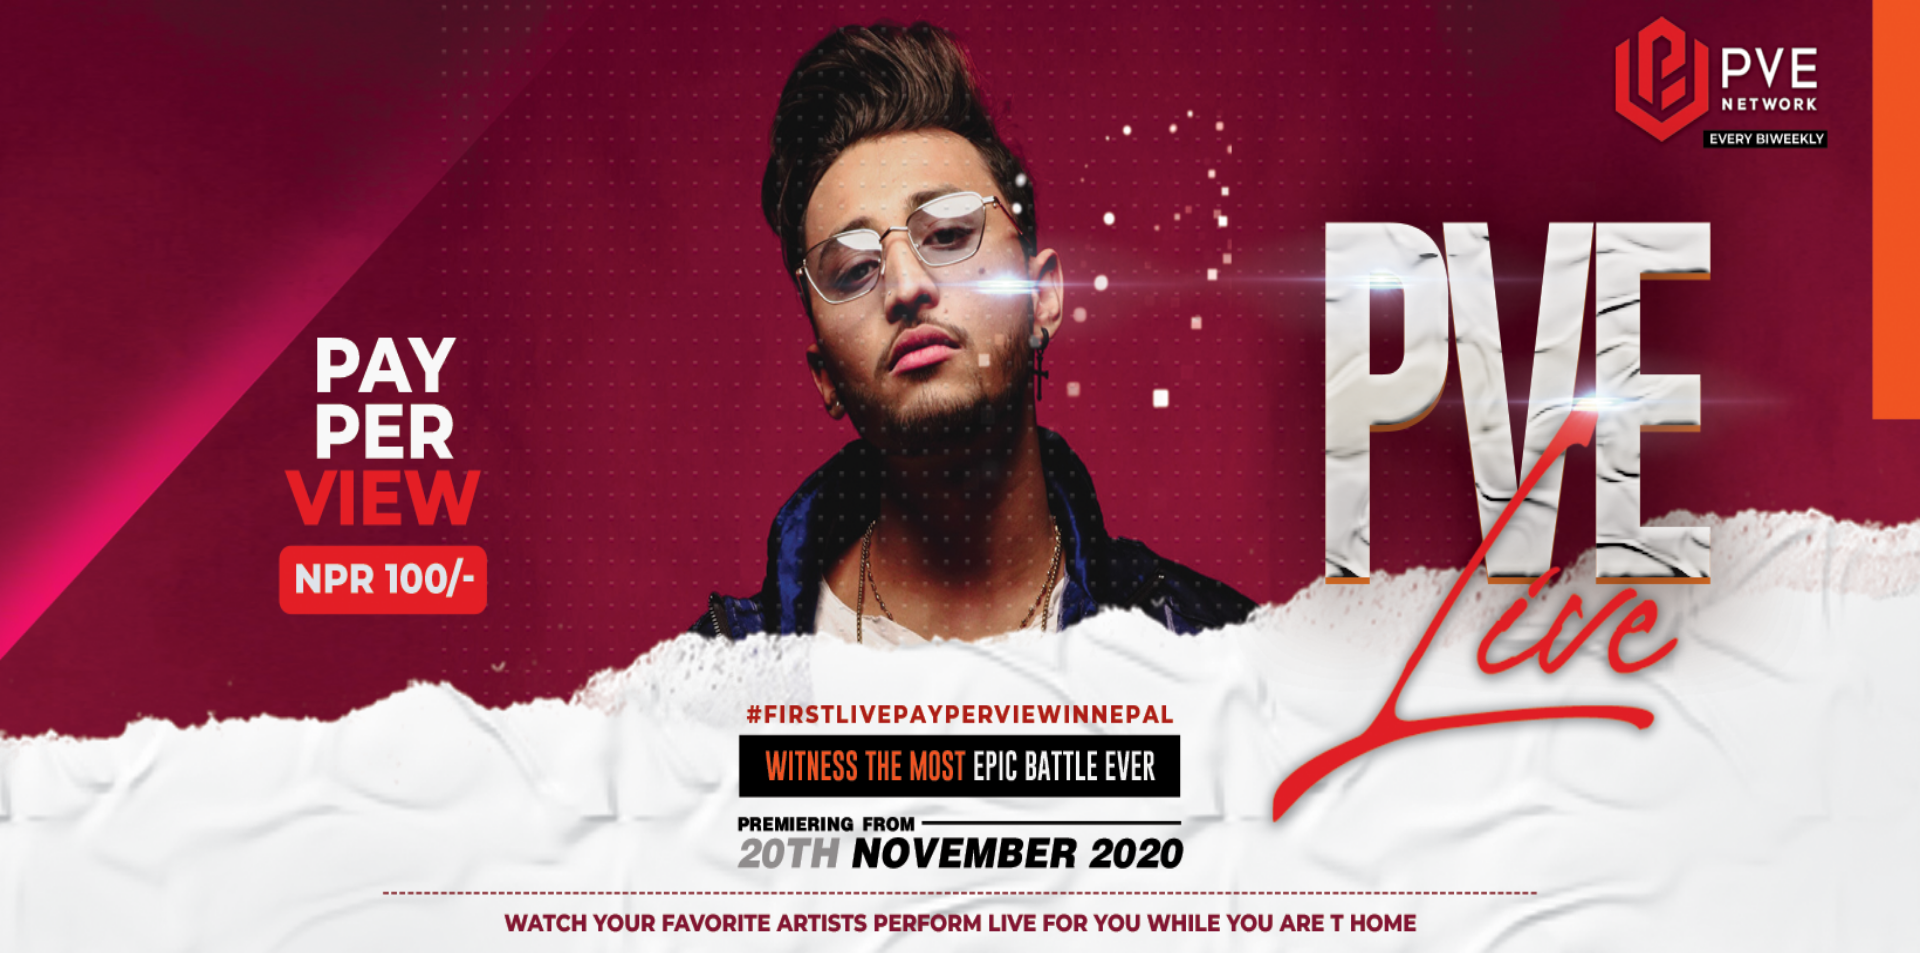 PVE
NETWORK
EVERY BIWEEKLY
PAY
PER
VIEW
NPR 100/-
PVE
Live
#FIRSTLIVEPAYPERVIEWINNEPAL
WITNESS THE MOST EPIC BATTLE EVER
PREMIERING FROM
20TH NOVEMBER 2020
WATCH YOUR FAVORITE ARTISTS PERFORM LIVE FOR YOU WHILE YOU ARE T HOME